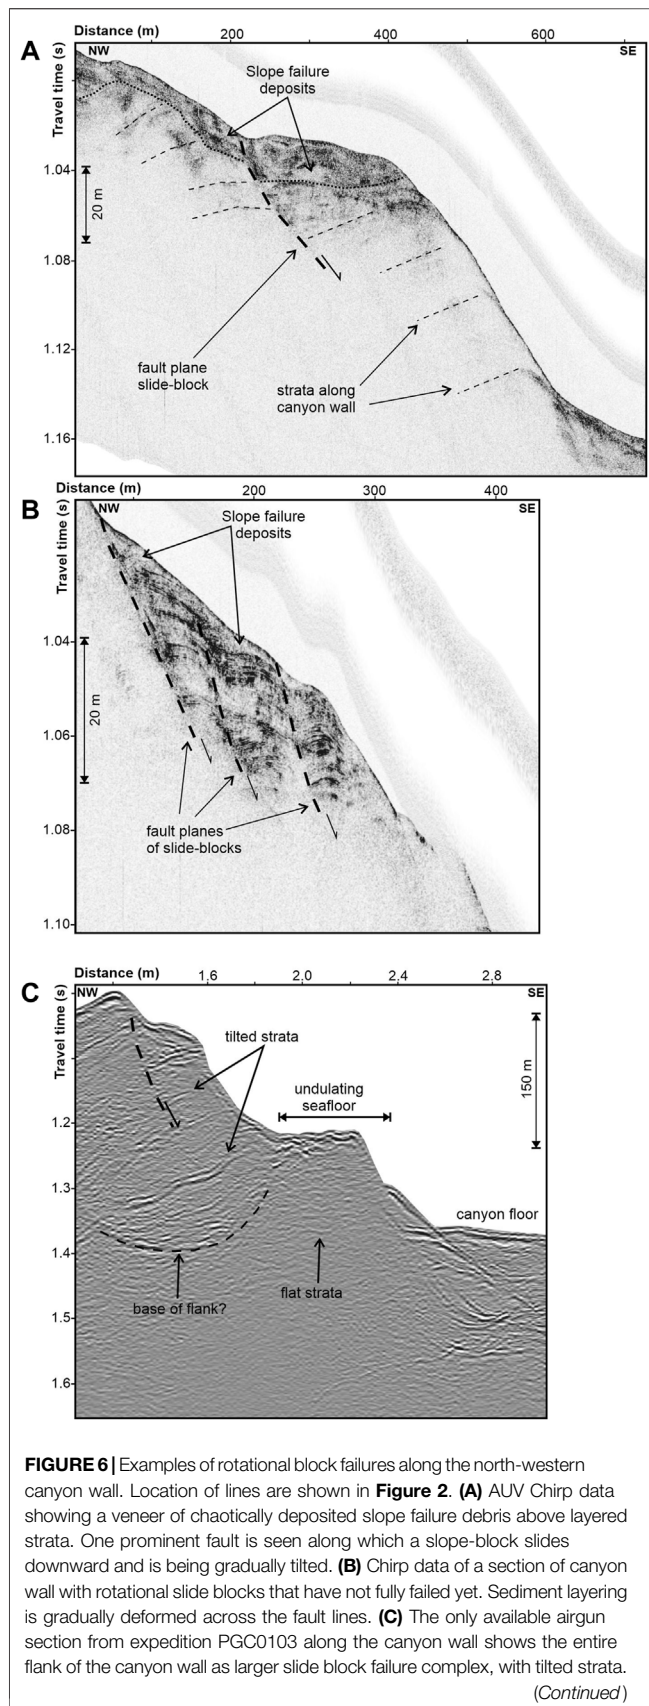 A
Distance (m)
200
400
600
NW
SE
Travel time (s)
Slope failure
deposits
1.04
20 m
1.08
1.12
1.16
fault plane
slide-block
strata along
canyon wall
B
Distance (m)
200
300
400
NW
SE
Travel time (s)
Slope failure
deposits
1.04
20 m
1.06
1.08
1.10
fault planes
of slide-blocks
C
Distance (m)
1.6
2.0
2.4
2.8
NW
SE
Travel time (s)
tilted strata
150 m
undulating
seafloor
1.2
1.3
canyon floor
1.4
base of flank?
flat strata
1.5
1.6
FIGURE 6 | Examples of rotational block failures along the north-western
canyon wall. Location of lines are shown in Figure 2. (A) AUV Chirp data
showing a veneer of chaotically deposited slope failure debris above layered
strata. One prominent fault is seen along which a slope-block slides
downward and is being gradually tilted. (B) Chirp data of a section of canyon
wall with rotational slide blocks that have not fully failed yet. Sediment layering
is gradually deformed across the fault lines. (C) The only available airgun
section from expedition PGC0103 along the canyon wall shows the entire
flank of the canyon wall as larger slide block failure complex, with tilted strata.
(Continued)